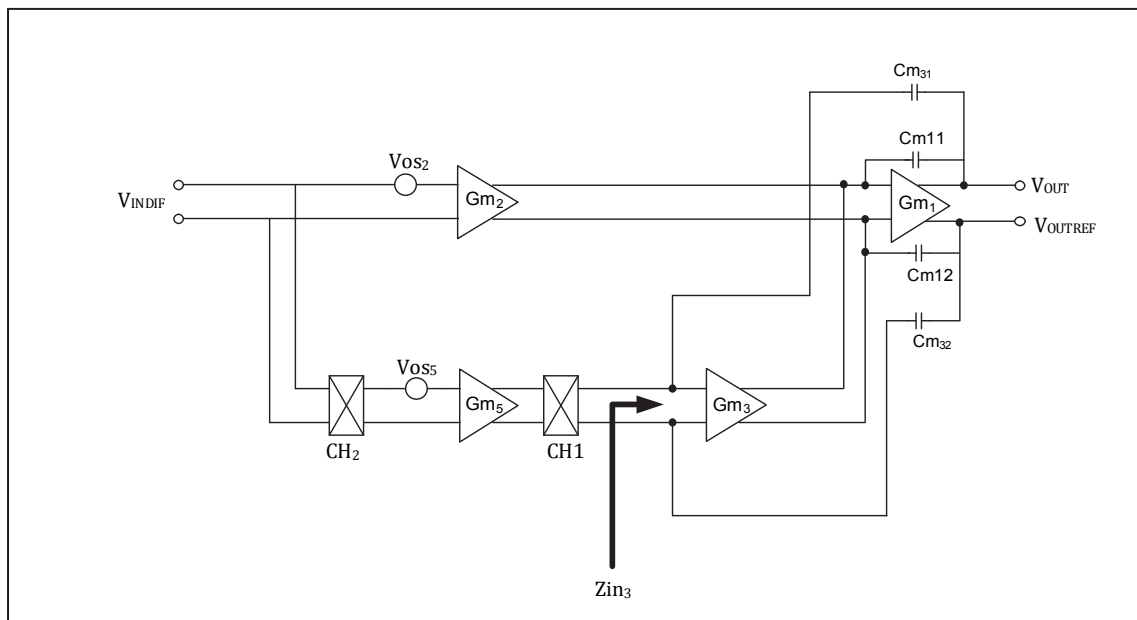 Cm31
Cm11
Vos2
VINDIF
Gm2
Gm1
VOUT
VOUTREF
Cm12
Cm32
Vos5
Gm5
Gm3
CH2
CH1
Zin3